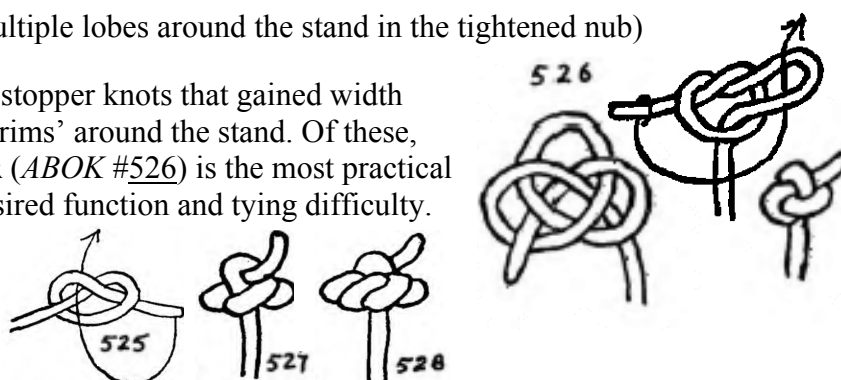 ultiple lobes around the stand in the tightened nub)
stopper knots that gained width
rims’ around the stand. Of these,
(ABOK #526) is the most practical
sired function and tying difficulty.
526
525
527
528